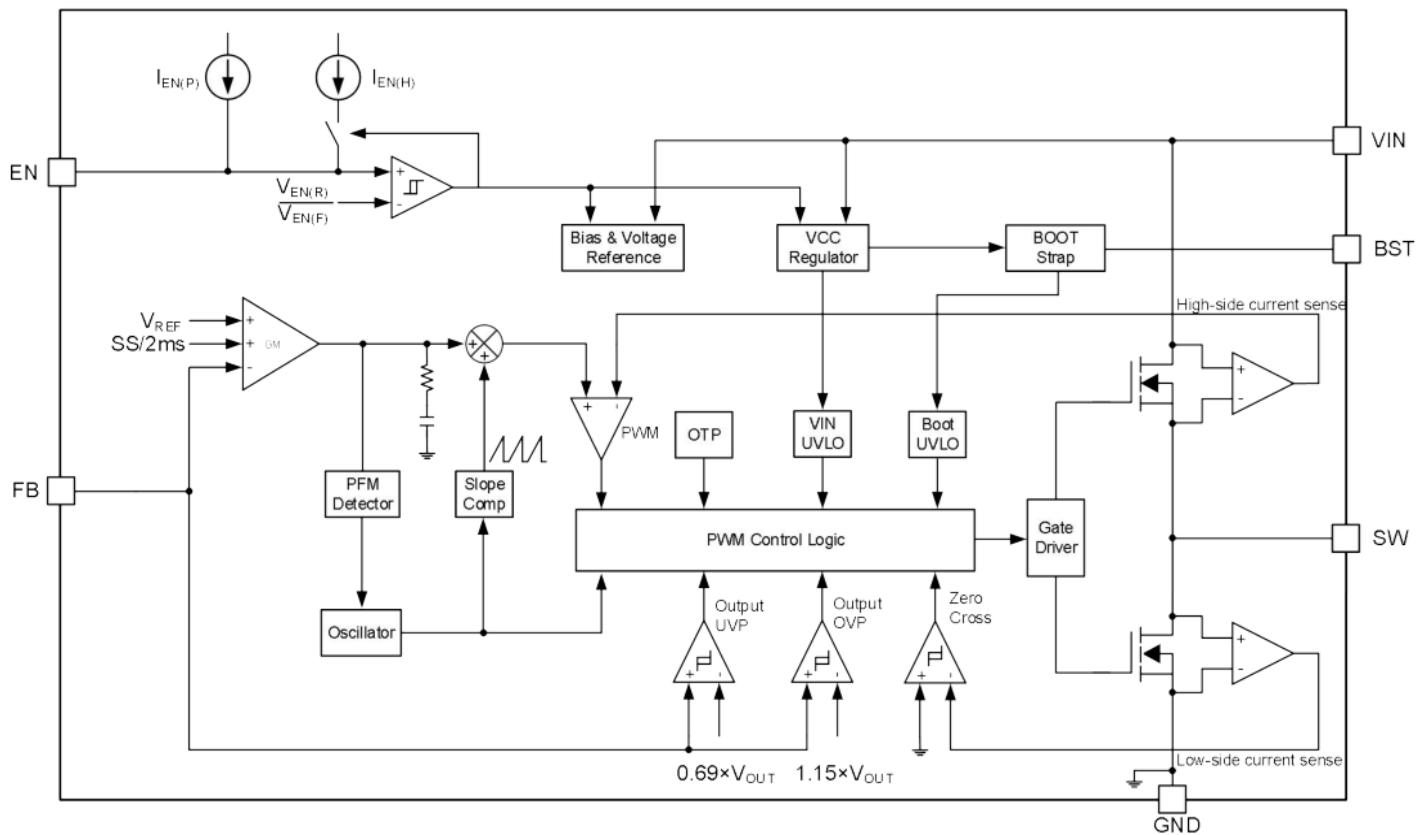 I_EN(P)
I_EN(H)
EN
VIN
+
V_EN(R)
V_EN(F)
-
Bias & Voltage
Reference
VCC
Regulator
BOOT
Strap
BST
High-side current sense
V_REF
+
SS/2ms
+
GM
-
+
+
+
-
PWM
+
-
OTP
VIN
UVLO
Boot
UVLO
FB
PFM
Detector
Slope
Comp
PWM Control Logic
Gate
Driver
SW
Oscillator
Output
UVP
Output
OVP
Zero
Cross
+
-
+
-
+
-
+
-
0.69×V_OUT
1.15×V_OUT
Low-side current sense
GND